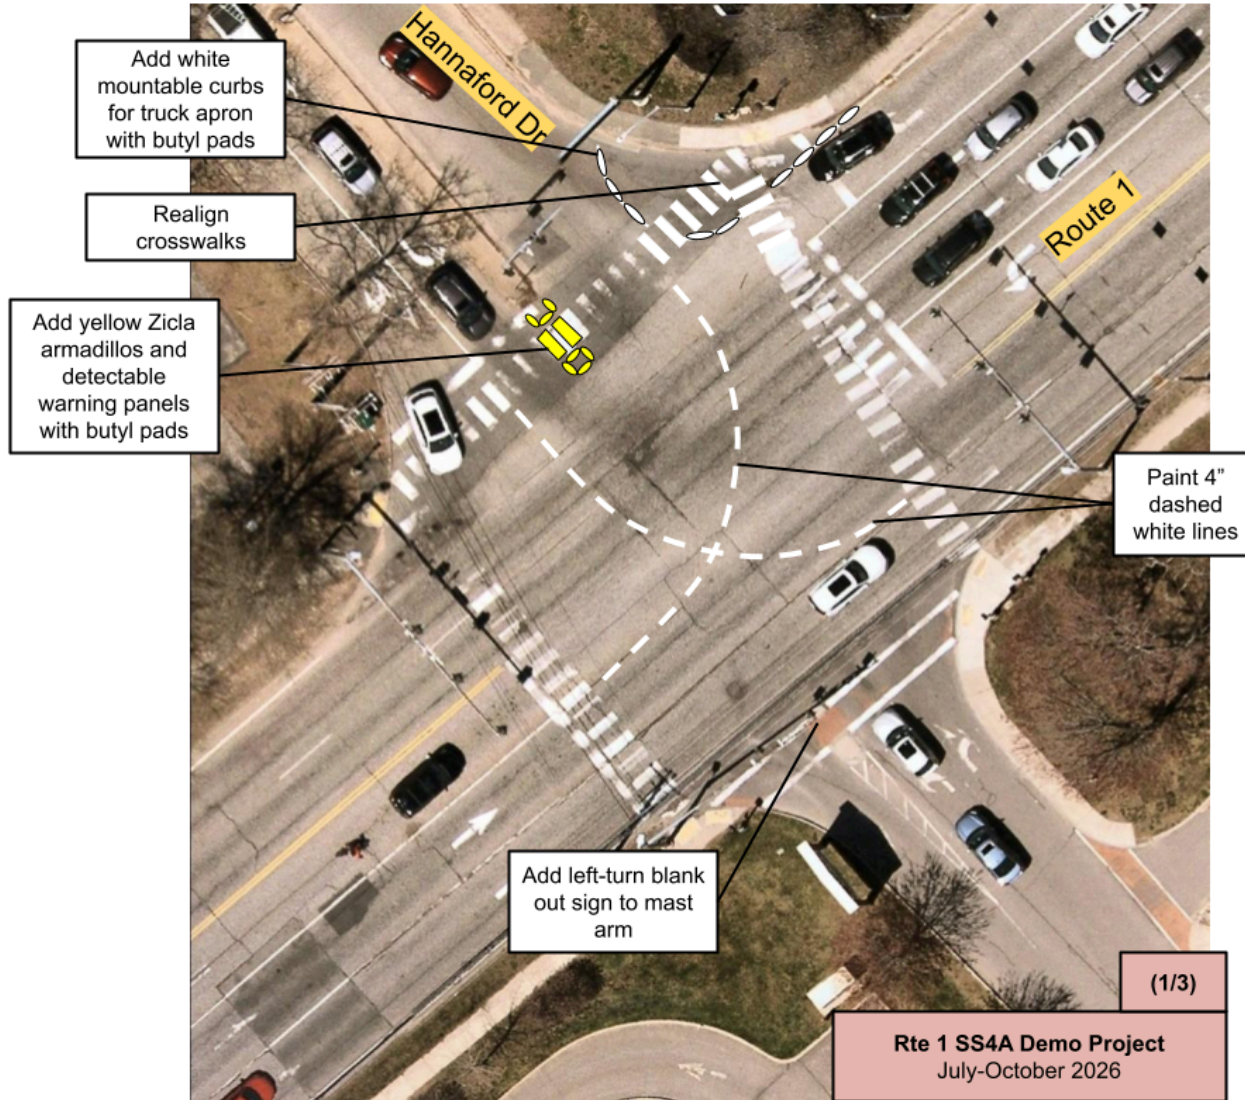 Add white
mountable curbs
for truck apron
with butyl pads
Hannaford Dr
Realign
crosswalks
Route 1
Add yellow Zicla
armadillos and
detectable
warning panels
with butyl pads
Paint 4”
dashed
white lines
Add left-turn blank
out sign to mast
arm
(1/3)
Rte 1 SS4A Demo Project
July-October 2026